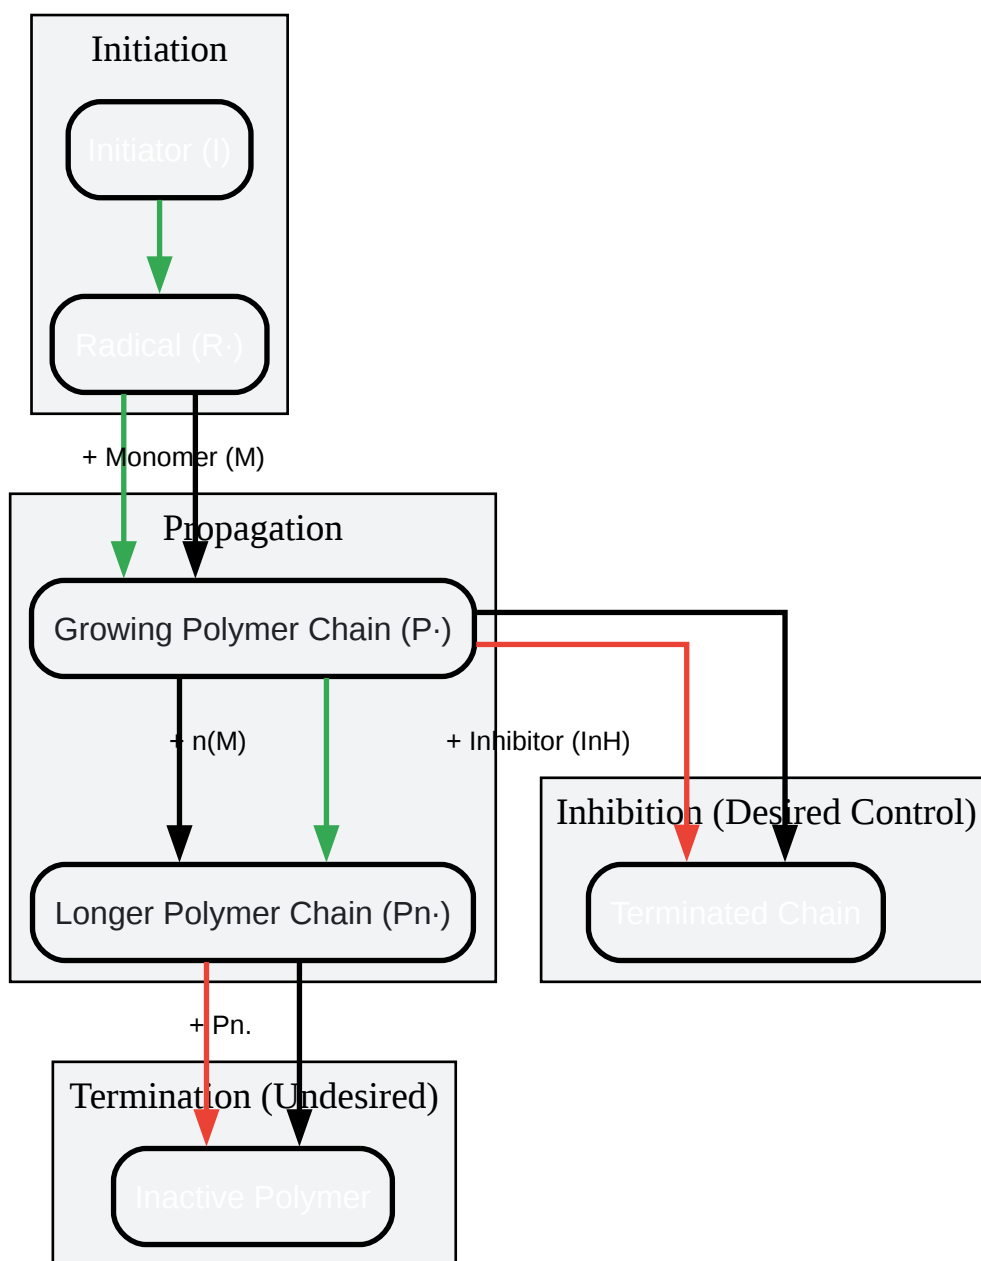 Initiation
Initiator (I)
Radical (R·)
+ Monomer (M)
Propagation
Growing Polymer Chain (P·)
+ n(M)
+ Inhibitor (InH)
Inhibition (Desired Control)
Longer Polymer Chain (Pn·)
Terminated Chain
+ Pn.
Termination (Undesired)
Inactive Polymer